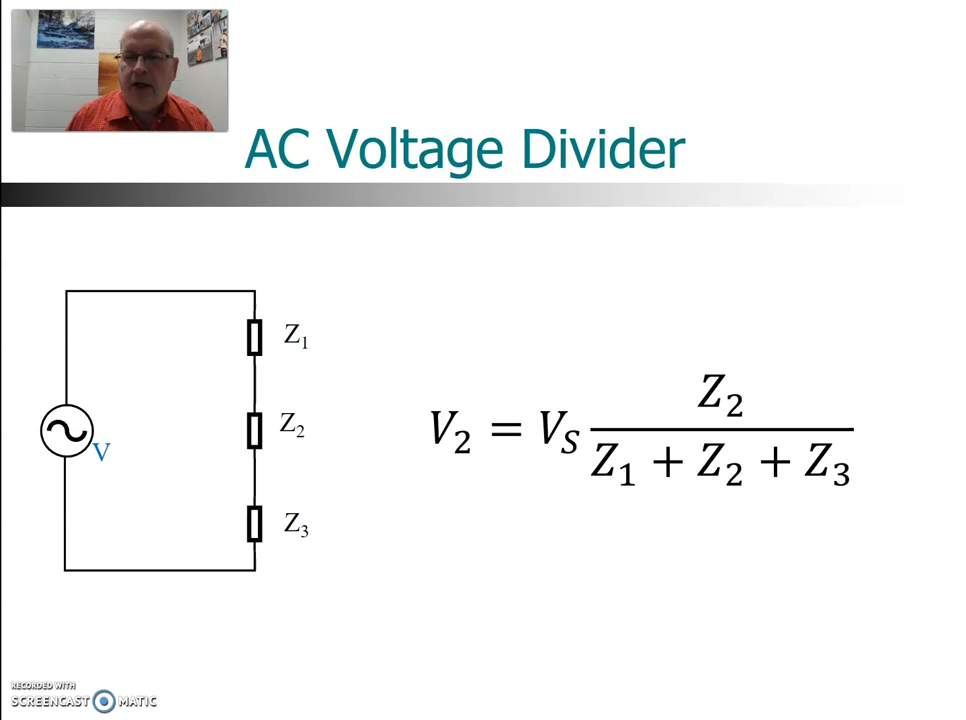 AC Voltage Divider
Z1
Z2
Z3
V
V2 = VS Z2 / Z1 + Z2 + Z3
RECORDED WITH
SCREENCAST MATIC